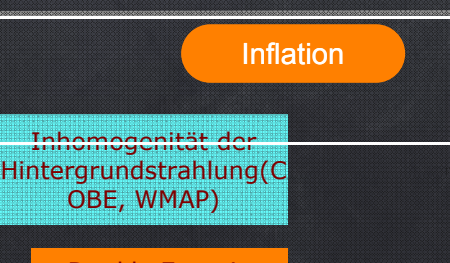 Inflation
Inhomogenität der
Hintergrundstrahlung(C
OBE, WMAP)